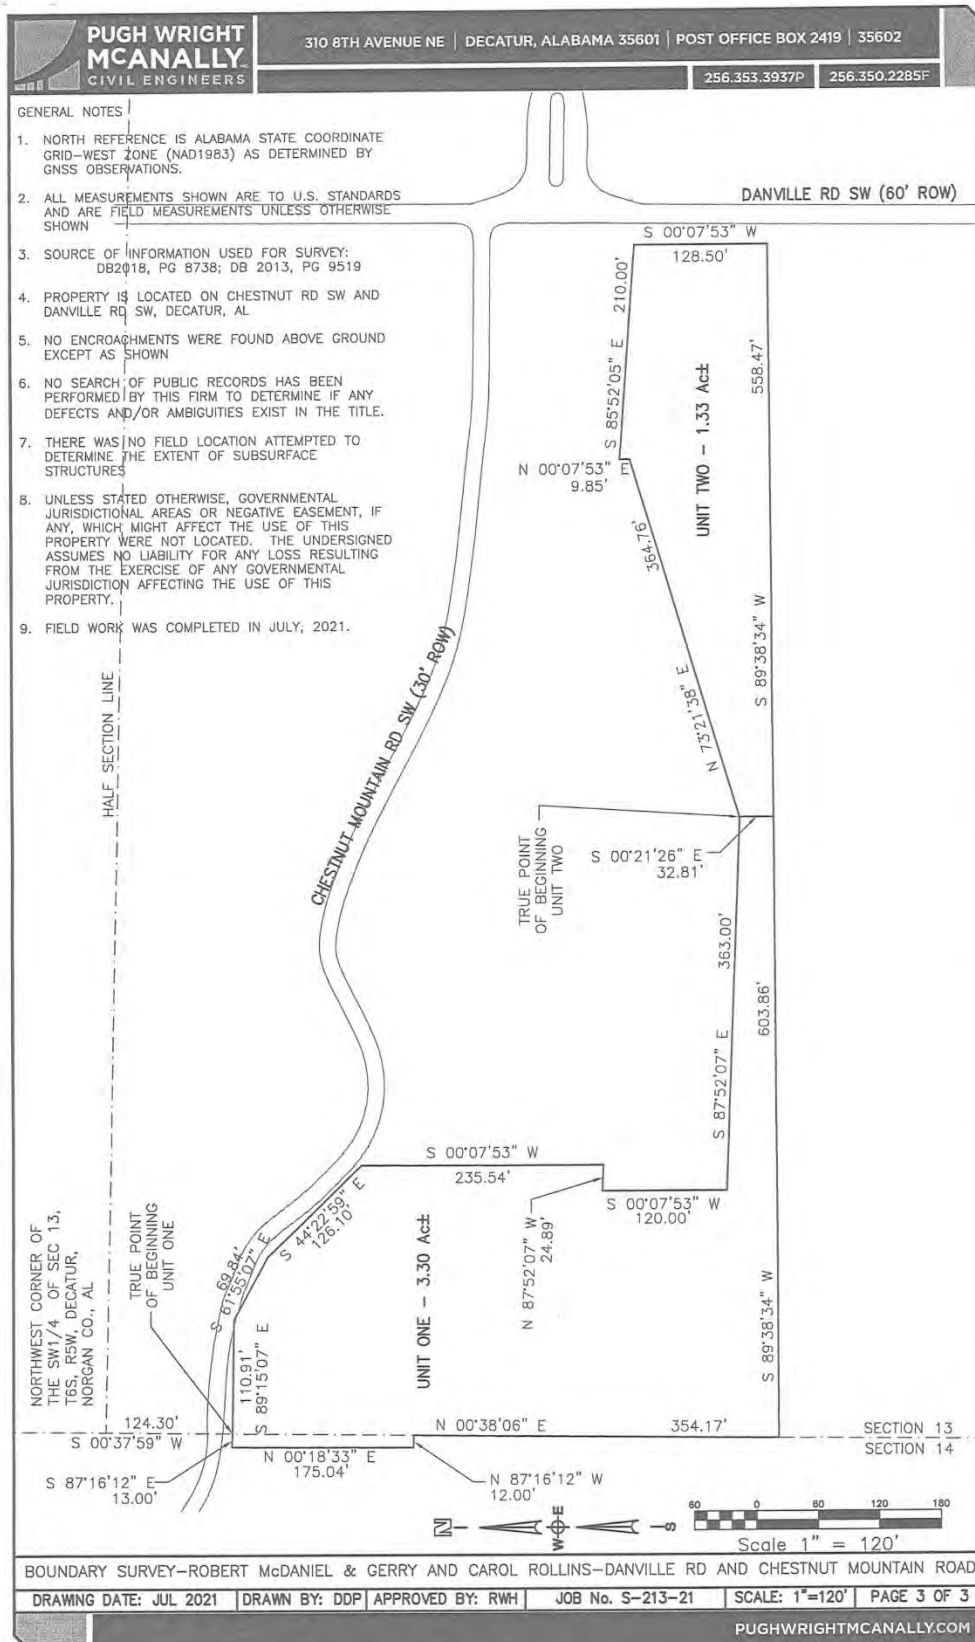 PUGH WRIGHT
MCANALLY
CIVIL ENGINEERS
310 8TH AVENUE NE | DECATUR, ALABAMA 35601 | POST OFFICE BOX 2419 | 35602
256.353.3937P
256.350.2285F
GENERAL NOTES
1. NORTH REFERENCE IS ALABAMA STATE COORDINATE
GRID-WEST ZONE (NAD1983) AS DETERMINED BY
GNSS OBSERVATIONS.
2. ALL MEASUREMENTS SHOWN ARE TO U.S. STANDARDS
AND ARE FIELD MEASUREMENTS UNLESS OTHERWISE
SHOWN
3. SOURCE OF INFORMATION USED FOR SURVEY:
DB2018, PG 8738; DB 2013, PG 9519
4. PROPERTY IS LOCATED ON CHESTNUT RD SW AND
DANVILLE RD SW, DECATUR, AL
5. NO ENCROACHMENTS WERE FOUND ABOVE GROUND
EXCEPT AS SHOWN
6. NO SEARCH OF PUBLIC RECORDS HAS BEEN
PERFORMED BY THIS FIRM TO DETERMINE IF ANY
DEFECTS AND/OR AMBIGUITIES EXIST IN THE TITLE.
7. THERE WAS NO FIELD LOCATION ATTEMPTED TO
DETERMINE THE EXTENT OF SUBSURFACE
STRUCTURES
8. UNLESS STATED OTHERWISE, GOVERNMENTAL
JURISDICTIONAL AREAS OR NEGATIVE EASEMENT, IF
ANY, WHICH MIGHT AFFECT THE USE OF THIS
PROPERTY WERE NOT LOCATED. THE UNDERSIGNED
ASSUMES NO LIABILITY FOR ANY LOSS RESULTING
FROM THE EXERCISE OF ANY GOVERNMENTAL
JURISDICTION AFFECTING THE USE OF THIS
PROPERTY.
9. FIELD WORK WAS COMPLETED IN JULY, 2021.
DANVILLE RD SW (60' ROW)
S 00°07'53" W
128.50'
S 85°52'05" E 210.00'
558.47'
UNIT TWO - 1.33 Ac±
N 00°07'53" E
9.85'
364.76'
N 73°21'38" E
S 89°38'34" W
HALF SECTION LINE
CHESTNUT MOUNTAIN RD SW (30' ROW)
TRUE POINT
OF BEGINNING
UNIT TWO
S 00°21'26" E
32.81'
363.00'
S 87°52'07" E
603.86'
S 89°38'34" W
S 00°07'53" W
235.54'
S 00°07'53" W
120.00'
N 87°52'07" W
24.89'
S 44°22'59" E
126.10'
69.84'
S 61°55'07" E
110.91'
S 89°15'07" E
UNIT ONE - 3.30 Ac±
NORTHWEST CORNER OF
THE SW1/4 OF SEC 13,
T6S, R5W, DECATUR,
NORGAN CO., AL
TRUE POINT
OF BEGINNING
UNIT ONE
124.30'
S 00°37'59" W
N 00°38'06" E
354.17'
SECTION 13
SECTION 14
S 87°16'12" E
13.00'
N 00°18'33" E
175.04'
N 87°16'12" W
12.00'
N
E
W
S
60 0 60 120 180
Scale 1" = 120'
BOUNDARY SURVEY-ROBERT McDANIEL & GERRY AND CAROL ROLLINS-DANVILLE RD AND CHESTNUT MOUNTAIN ROAD
DRAWING DATE: JUL 2021 DRAWN BY: DDP APPROVED BY: RWH JOB No. S-213-21 SCALE: 1"=120' PAGE 3 OF 3
PUGHWRIGHTMCANALLY.COM